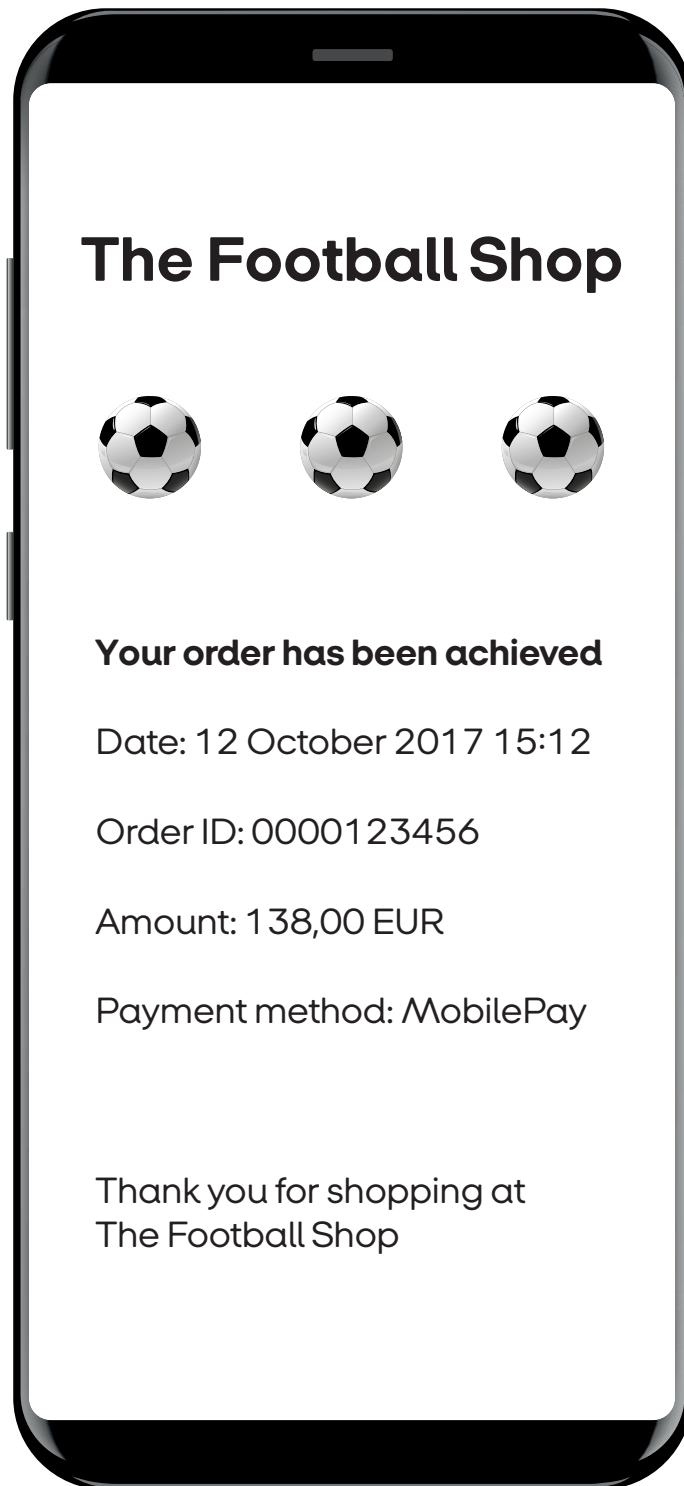 The Football Shop
Your order has been achieved
Date: 12 October 2017 15:12
Order ID: 0000123456
Amount: 138,00 EUR
Payment method: MobilePay
Thank you for shopping at
The Football Shop